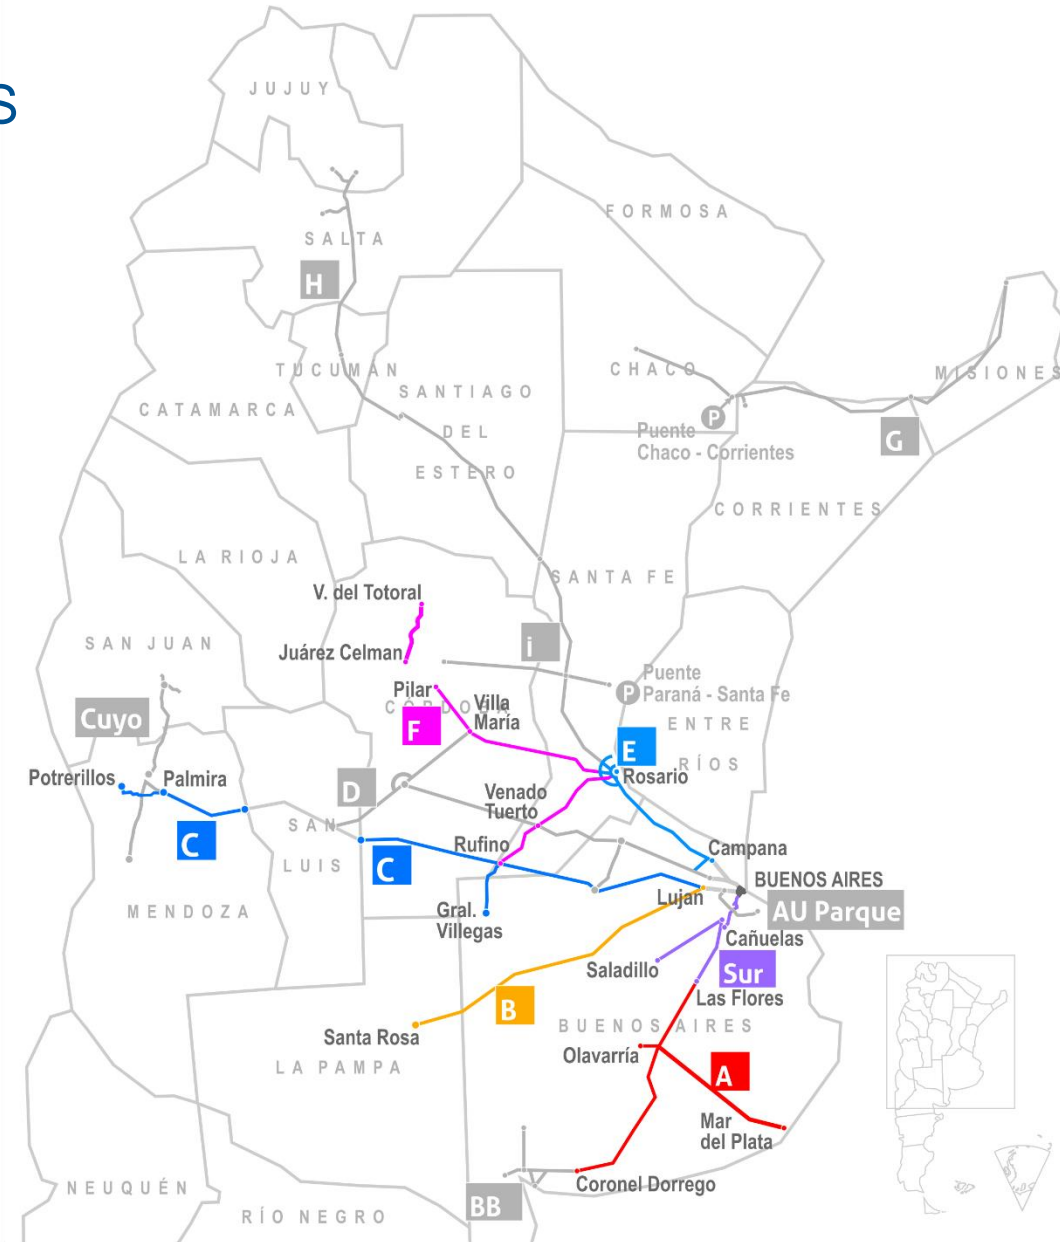 S
JUJUY
FORMOSA
SALTA
H
TUCUMÁN
CHACO
MISIONES
SANTIAGO
DEL
ESTERO
CATAMARCA
P
Puente
Chaco - Corrientes
G
CORRIENTES
LA RIOJA
SANTA FE
V. del Totoral
SAN JUAN
Juárez Celman
i
Puente
Paraná - Santa Fe
P
Pilar
CÓRDOBA
Villa
María
Cuyo
F
ENTRE
RÍOS
E
Rosario
Potrerillos
Palmira
D
Venado
Tuerto
C
SAN
LUIS
C
Rufino
Campana
BUENOS AIRES
Lujan
AU Parque
MENDOZA
Gral.
Villegas
Cañuelas
Saladillo
Sur
Las Flores
B
Santa Rosa
BUENOS AIRES
Olavarría
LA PAMPA
A
Mar
del Plata
Coronel Dorrego
NEUQUÉN
BB
RÍO NEGRO